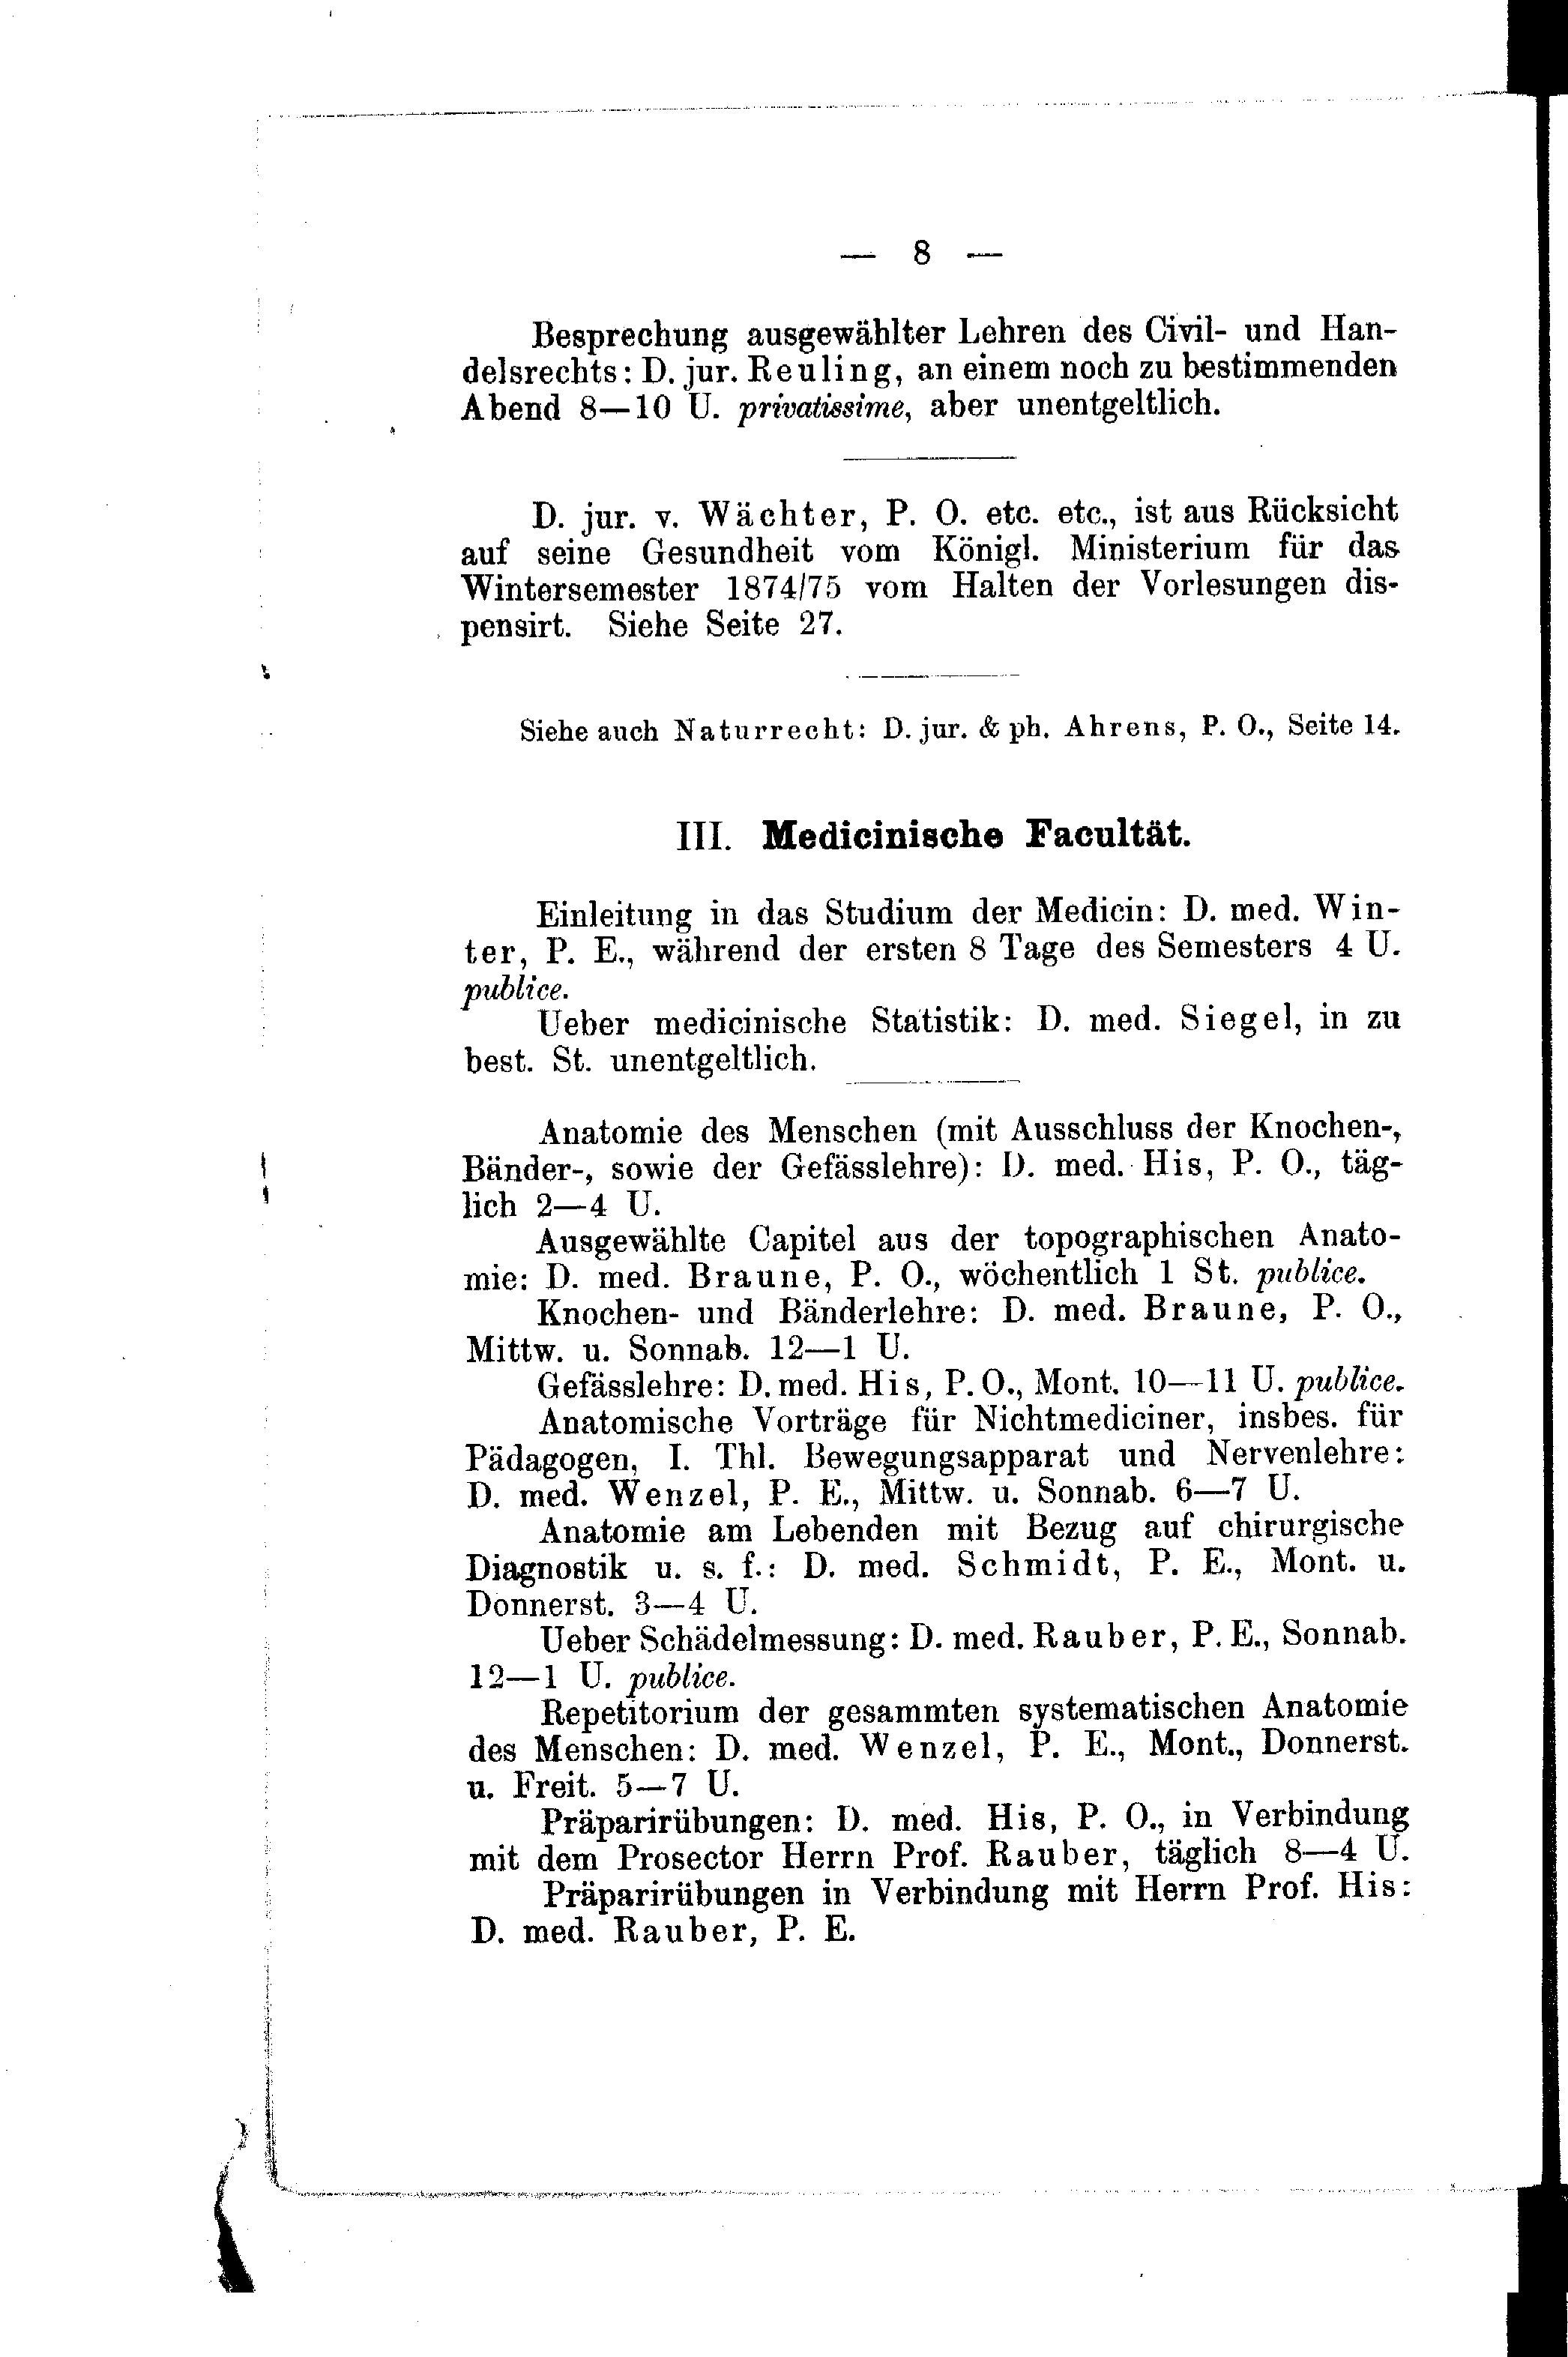 — 8 —
Besprechung ausgewählter Lehren des Civil- und Han-
delsrechts: D. jur. Reuling, an einem noch zu bestimmenden
Abend 8—10 U. privatissime, aber unentgeltlich.
D. jur. v. Wächter, P. O. etc. etc., ist aus Rücksicht
auf seine Gesundheit vom Königl. Ministerium für das
Wintersemester 1874/75 vom Halten der Vorlesungen dis-
pensirt. Siehe Seite 27.
Siehe auch Naturrecht: D. jur. & ph. Ahrens, P. O., Seite 14.
III. Medicinische Facultät.
Einleitung in das Studium der Medicin: D. med. Win-
ter, P. E., während der ersten 8 Tage des Semesters 4 U.
publice.
Ueber medicinische Statistik: D. med. Siegel, in zu
best. St. unentgeltlich.
Anatomie des Menschen (mit Ausschluss der Knochen-,
Bänder-, sowie der Gefässlehre): D. med. His, P. O., täg-
lich 2—4 U.
Ausgewählte Capitel aus der topographischen Anato-
mie: D. med. Braune, P. O., wöchentlich 1 St. publice.
Knochen- und Bänderlehre: D. med. Braune, P. O.,
Mittw. u. Sonnab. 12—1 U.
Gefässlehre: D. med. His, P. O., Mont. 10—11 U. publice.
Anatomische Vorträge für Nichtmediciner, insbes. für
Pädagogen, I. Thl. Bewegungsapparat und Nervenlehre:
D. med. Wenzel, P. E., Mittw. u. Sonnab. 6—7 U.
Anatomie am Lebenden mit Bezug auf chirurgische
Diagnostik u. s. f.: D. med. Schmidt, P. E., Mont. u.
Donnerst. 3—4 U.
Ueber Schädelmessung: D. med. Rauber, P. E., Sonnab.
12—1 U. publice.
Repetitorium der gesammten systematischen Anatomie
des Menschen: D. med. Wenzel, P. E., Mont., Donnerst.
u. Freit. 5—7 U.
Präparirübungen: D. med. His, P. O., in Verbindung
mit dem Prosector Herrn Prof. Rauber, täglich 8—4 U.
Präparirübungen in Verbindung mit Herrn Prof. His:
D. med. Rauber, P. E.